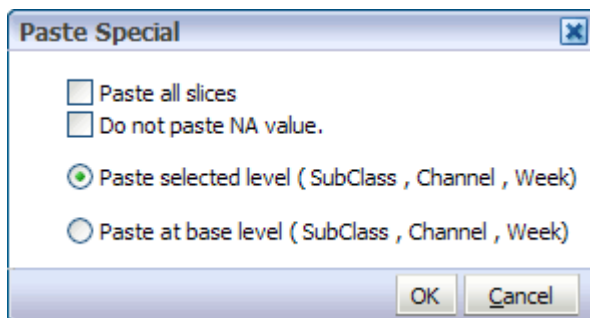 Paste Special
Paste all slices
Do not paste NA value.
Paste selected level ( SubClass , Channel , Week)
Paste at base level ( SubClass , Channel , Week)
OK Cancel